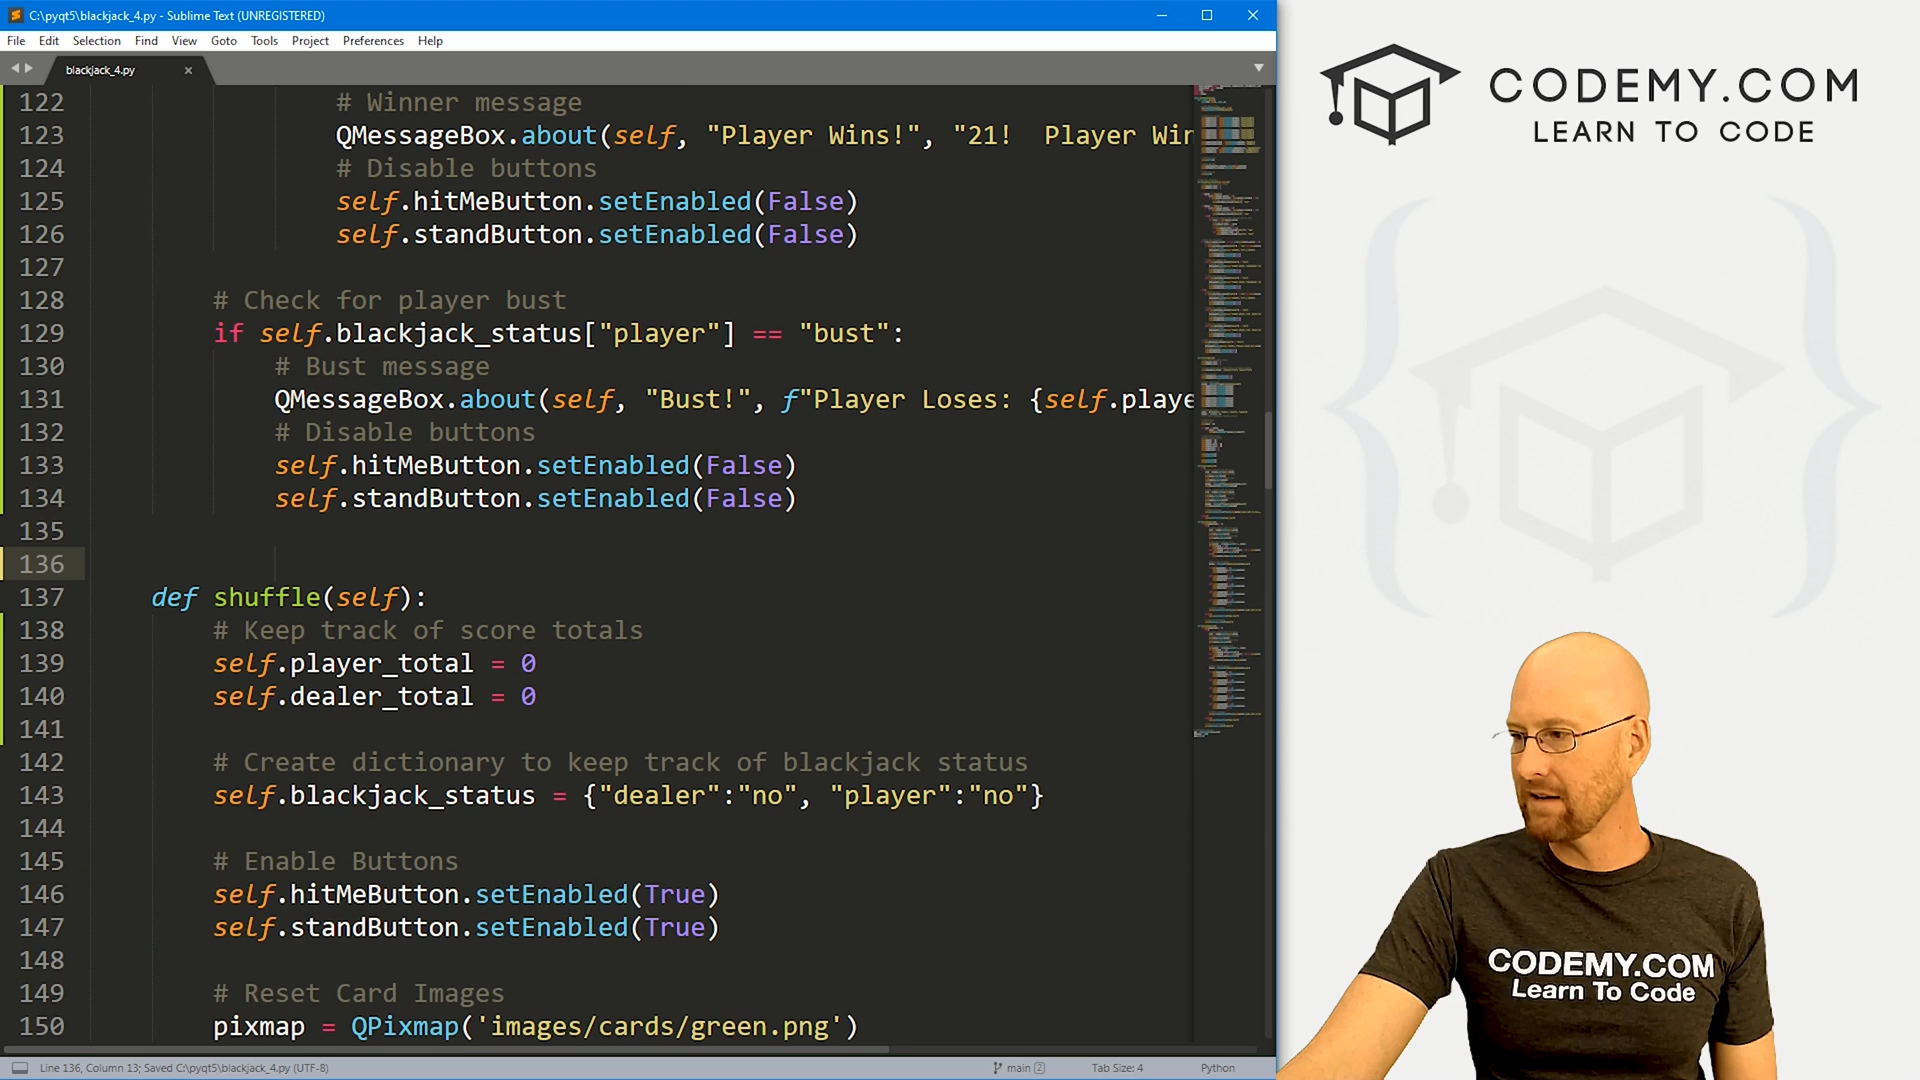 C:\pyqt5\blackjack_4.py - Sublime Text (UNREGISTERED)
File Edit Selection Find View Goto Tools Project Preferences Help
blackjack_4.py
122 # Winner message
123 QMessageBox.about(self, "Player Wins!", "21!  Player Wir
124 # Disable buttons
125 self.hitMeButton.setEnabled(False)
126 self.standButton.setEnabled(False)
127
128 # Check for player bust
129 if self.blackjack_status["player"] == "bust":
130 # Bust message
131 QMessageBox.about(self, "Bust!", f"Player Loses: {self.playe
132 # Disable buttons
133 self.hitMeButton.setEnabled(False)
134 self.standButton.setEnabled(False)
135
136
137 def shuffle(self):
138 # Keep track of score totals
139 self.player_total = 0
140 self.dealer_total = 0
141
142 # Create dictionary to keep track of blackjack status
143 self.blackjack_status = {"dealer":"no", "player":"no"}
144
145 # Enable Buttons
146 self.hitMeButton.setEnabled(True)
147 self.standButton.setEnabled(True)
148
149 # Reset Card Images
150 pixmap = QPixmap('images/cards/green.png')
Line 136, Column 13; Saved C:\pyqt5\blackjack_4.py (UTF-8)
main 2
Tab Size: 4
Python
CODEMY.COM
LEARN TO CODE
CODEMY.COM
Learn To Code